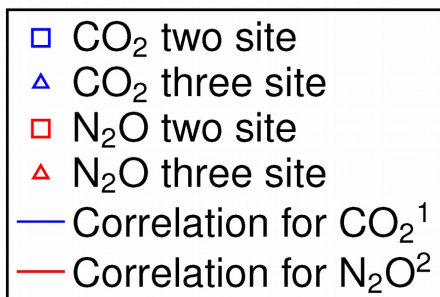 CO₂ two site
CO₂ three site
N₂O two site
N₂O three site
Correlation for CO₂¹
Correlation for N₂O²